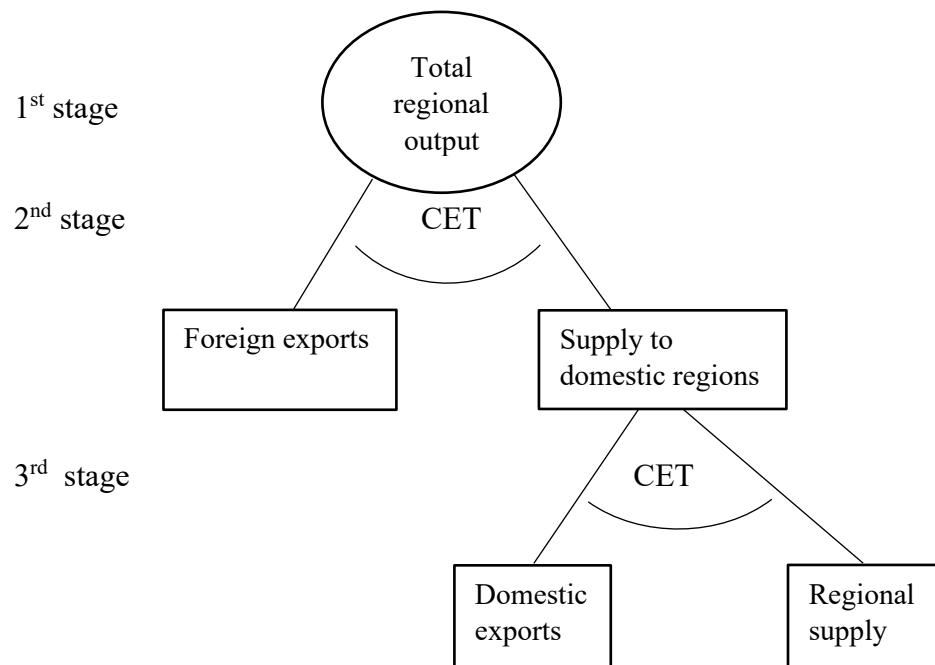 Total
regional
output
1st stage
2nd stage
CET
Foreign exports
Supply to
domestic regions
3rd stage
CET
Domestic
exports
Regional
supply